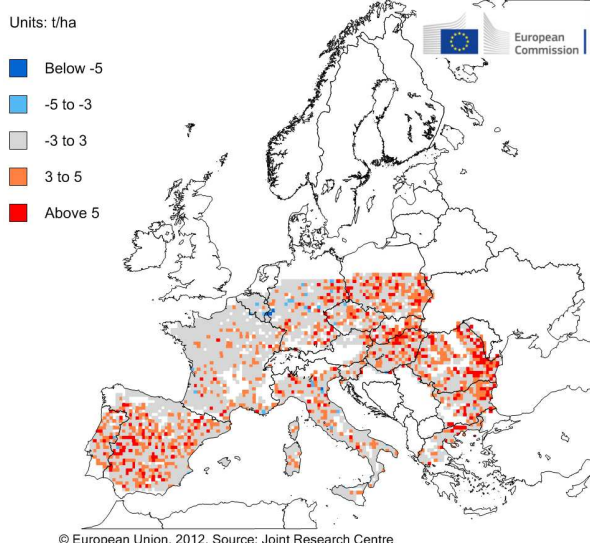 Units: t/ha
European
Commission
Below -5
-5 to -3
-3 to 3
3 to 5
Above 5
© European Union, 2012. Source: Joint Research Centre